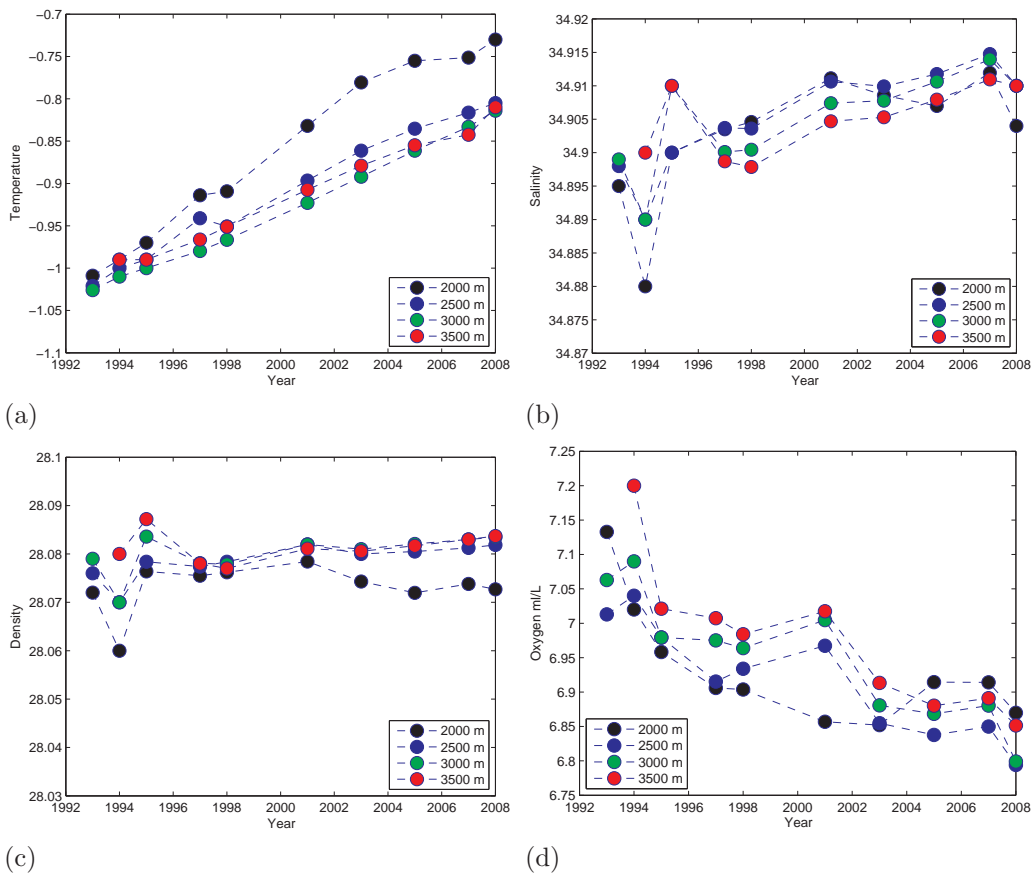 −0.7
−0.75
−0.8
−0.85
−0.9
−0.95
−1
−1.05
−1.1
Temperature
1992 1994 1996 1998 2000 2002 2004 2006 2008
Year
2000 m
2500 m
3000 m
3500 m
(a)
34.92
34.915
34.91
34.905
34.9
34.895
34.89
34.885
34.88
34.875
34.87
Salinity
1992 1994 1996 1998 2000 2002 2004 2006 2008
Year
2000 m
2500 m
3000 m
3500 m
(b)
28.1
28.09
28.08
28.07
28.06
28.05
28.04
28.03
Density
1992 1994 1996 1998 2000 2002 2004 2006 2008
Year
2000 m
2500 m
3000 m
3500 m
(c)
7.25
7.2
7.15
7.1
7.05
7
6.95
6.9
6.85
6.8
6.75
Oxygen ml/L
1992 1994 1996 1998 2000 2002 2004 2006 2008
Year
2000 m
2500 m
3000 m
3500 m
(d)